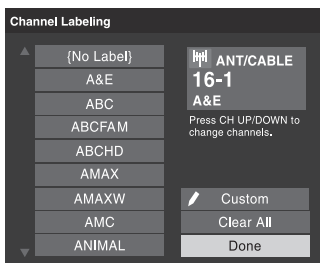 Channel Labeling
{No Label}
A&E
ABC
ABCFAM
ABCHD
AMAX
AMAXW
AMC
ANIMAL
ANT/CABLE
16-1
A&E
Press CH UP/DOWN to
change channels.
Custom
Clear All
Done